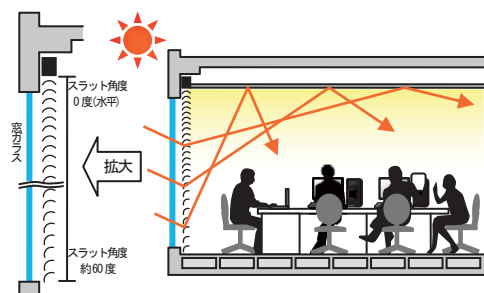 スラット角度
0度(水平)
窓ガラス
拡大
スラット角度
約60度